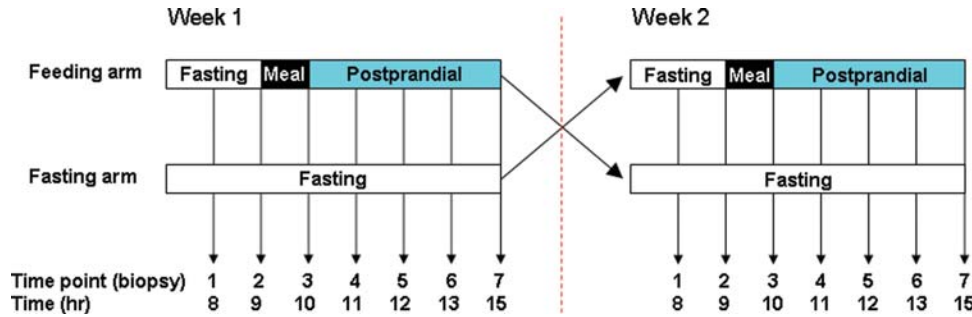 Week 1 Week 2
Feeding arm Fasting Meal Postprandial Fasting Meal Postprandial
Fasting arm Fasting Fasting
Time point (biopsy) 1 2 3 4 5 6 7 1 2 3 4 5 6 7
Time (hr) 8 9 10 11 12 13 15 8 9 10 11 12 13 15